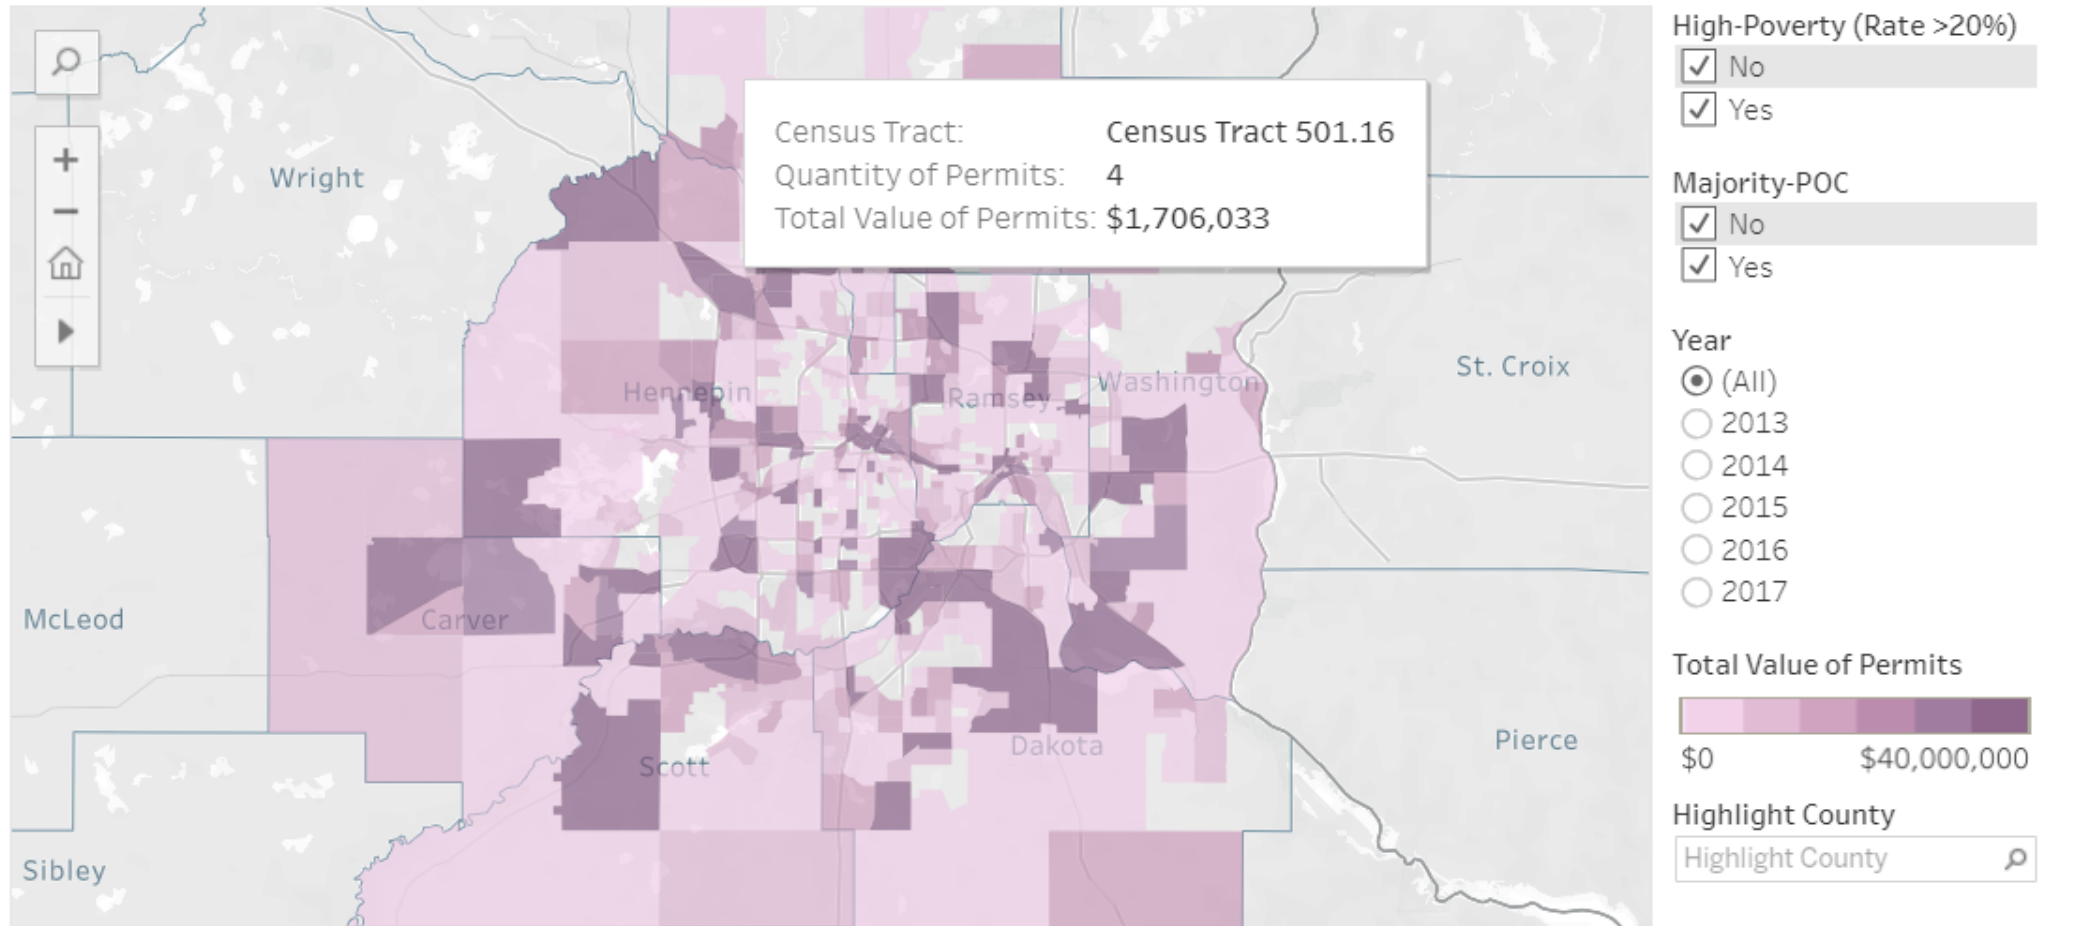 High-Poverty (Rate >20%)
No
Yes
Census Tract: Census Tract 501.16
Quantity of Permits: 4
Total Value of Permits: $1,706,033
Wright
Majority-POC
No
Yes
Year
(All)
2013
2014
2015
2016
2017
St. Croix
Hennepin
Ramsey
Washington
McLeod
Carver
Total Value of Permits
$0 $40,000,000
Scott
Dakota
Pierce
Highlight County
Highlight County
Sibley